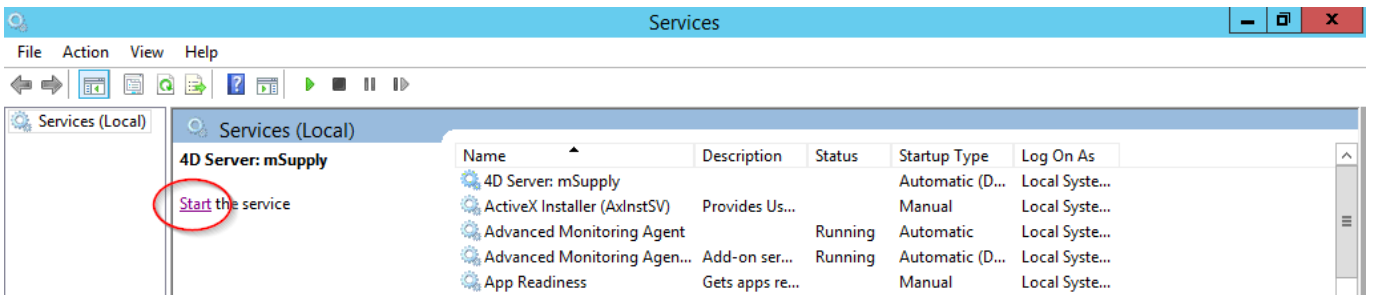 Services
File Action View Help
Services (Local)
Services (Local)
4D Server: mSupply
Start the service
Name Description Status Startup Type Log On As
4D Server: mSupply Automatic (D... Local Syste...
ActiveX Installer (AxInstSV) Provides Us... Manual Local Syste...
Advanced Monitoring Agent Running Automatic Local Syste...
Advanced Monitoring Agen... Add-on ser... Running Automatic (D... Local Syste...
App Readiness Gets apps re... Manual Local Syste...